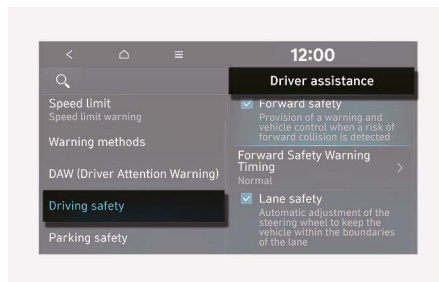 12:00
Driver assistance
Speed limit
Speed limit warning
Warning methods
DAW (Driver Attention Warning)
Driving safety
Parking safety
Forward safety
Provision of a warning and
vehicle control when a risk of
forward collision is detected
Forward Safety Warning
Timing
Normal
Lane safety
Automatic adjustment of the
steering wheel to keep the
vehicle within the boundaries
of the lane